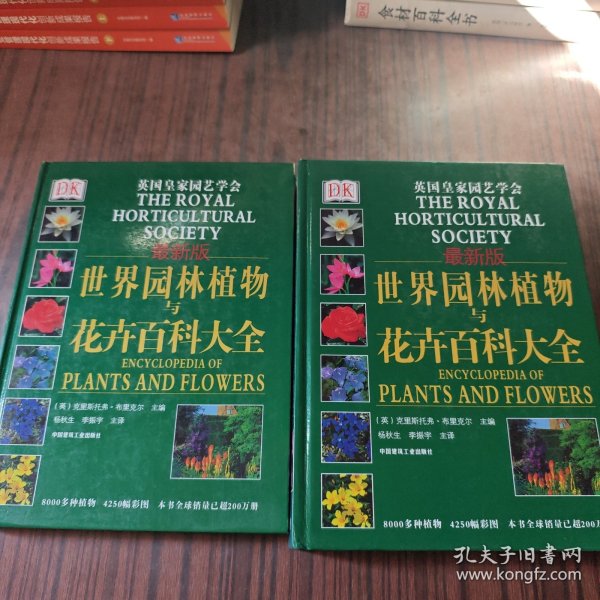 DK
食材百科全书
DK
英国皇家园艺学会
THE ROYAL
HORTICULTURAL
SOCIETY
最新版
世界园林植物
与
花卉百科大全
ENCYCLOPEDIA OF
PLANTS AND FLOWERS
(英) 克里斯托弗·布里克尔 主编
杨秋生 李振宇 主译
中国建筑工业出版社
8000多种植物 4250幅彩图 本书全球销量已超200万册
DK
英国皇家园艺学会
THE ROYAL
HORTICULTURAL
SOCIETY
最新版
世界园林植物
与
花卉百科大全
ENCYCLOPEDIA OF
PLANTS AND FLOWERS
(英) 克里斯托弗·布里克尔 主编
杨秋生 李振宇 主译
中国建筑工业出版社
8000多种植物 4250幅彩图 本书全球销量已超200万
孔夫子旧书网
www.kongfz.com